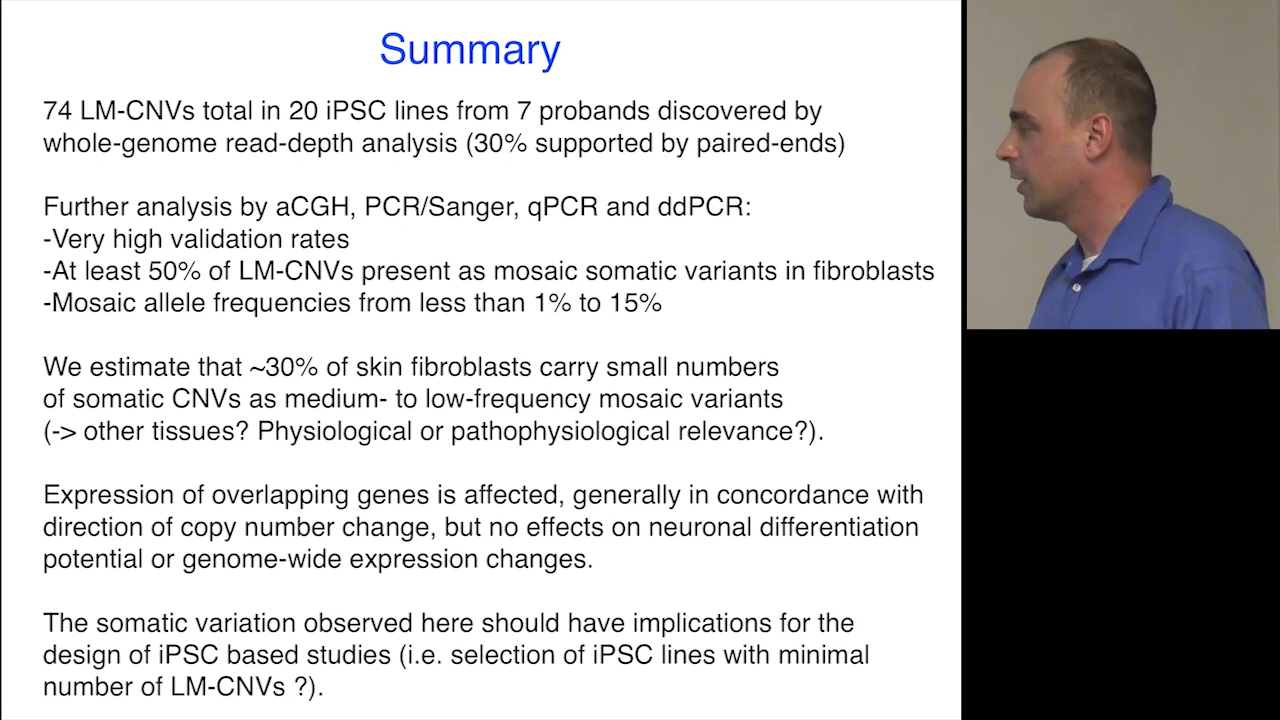 Summary
74 LM-CNVs total in 20 iPSC lines from 7 probands discovered by
whole-genome read-depth analysis (30% supported by paired-ends)
Further analysis by aCGH, PCR/Sanger, qPCR and ddPCR:
-Very high validation rates
-At least 50% of LM-CNVs present as mosaic somatic variants in fibroblasts
-Mosaic allele frequencies from less than 1% to 15%
We estimate that ~30% of skin fibroblasts carry small numbers
of somatic CNVs as medium- to low-frequency mosaic variants
(-> other tissues? Physiological or pathophysiological relevance?).
Expression of overlapping genes is affected, generally in concordance with
direction of copy number change, but no effects on neuronal differentiation
potential or genome-wide expression changes.
The somatic variation observed here should have implications for the
design of iPSC based studies (i.e. selection of iPSC lines with minimal
number of LM-CNVs ?).